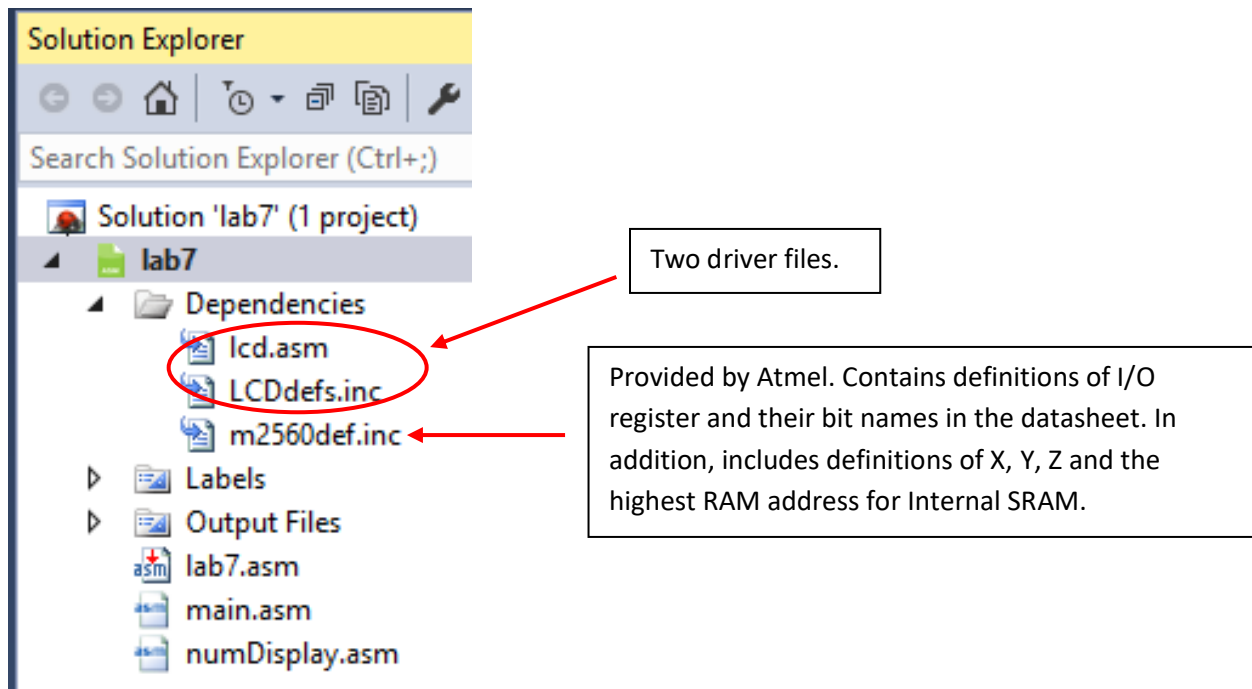 Solution Explorer
Search Solution Explorer (Ctrl+;)
Solution 'lab7' (1 project)
lab7
Two driver files.
Dependencies
lcd.asm
LCDdefs.inc
m2560def.inc
Provided by Atmel. Contains definitions of I/O
register and their bit names in the datasheet. In
addition, includes definitions of X, Y, Z and the
highest RAM address for Internal SRAM.
Labels
Output Files
asm lab7.asm
main.asm
numDisplay.asm